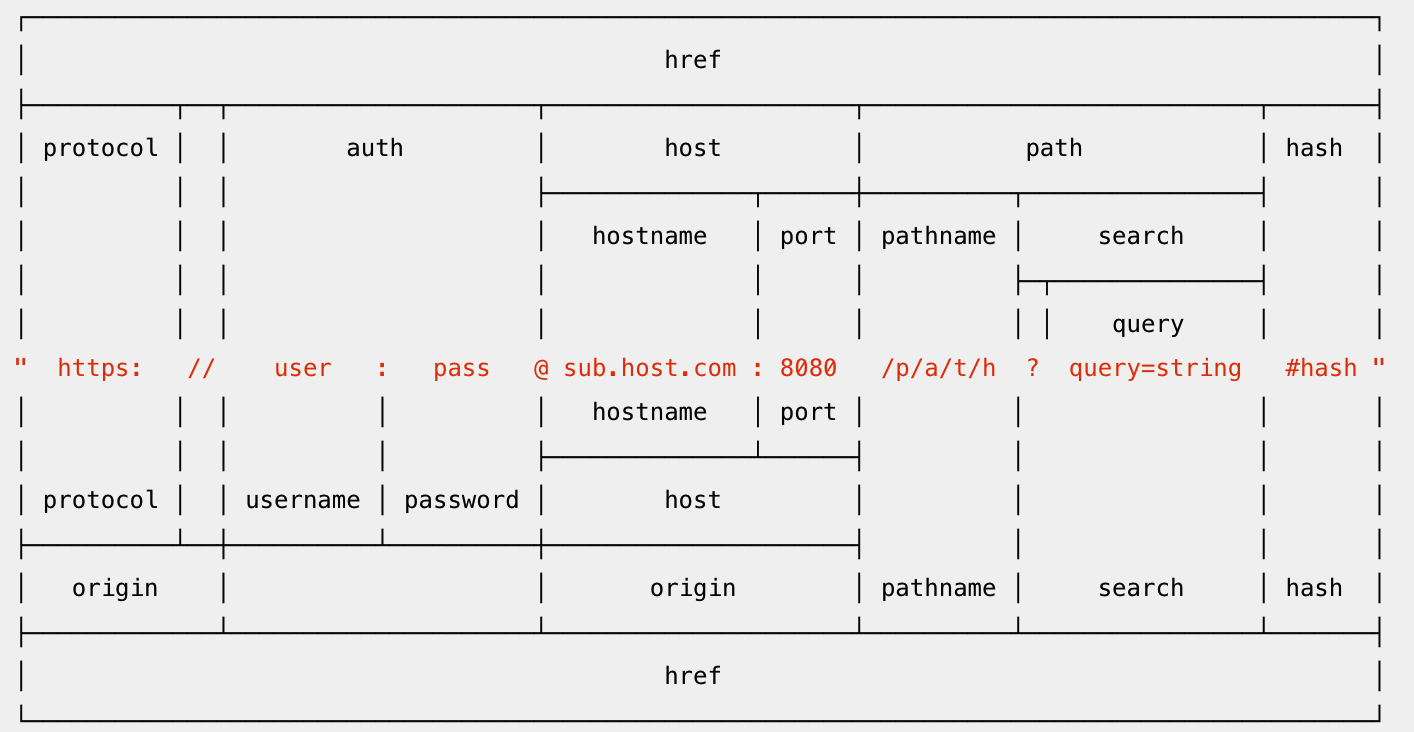 href
protocol auth host path hash
hostname port pathname search
query
" https: // user : pass @ sub.host.com : 8080 /p/a/t/h ? query=string #hash "
hostname port
protocol username password host
origin origin pathname search hash
href